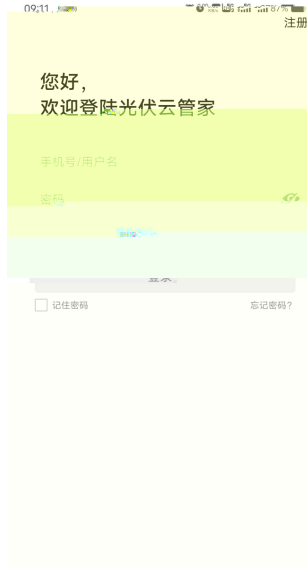 09:11
87%
注册
您好，
欢迎登陆光伏云管家
手机号/用户名
密码
登录
记住密码
忘记密码？